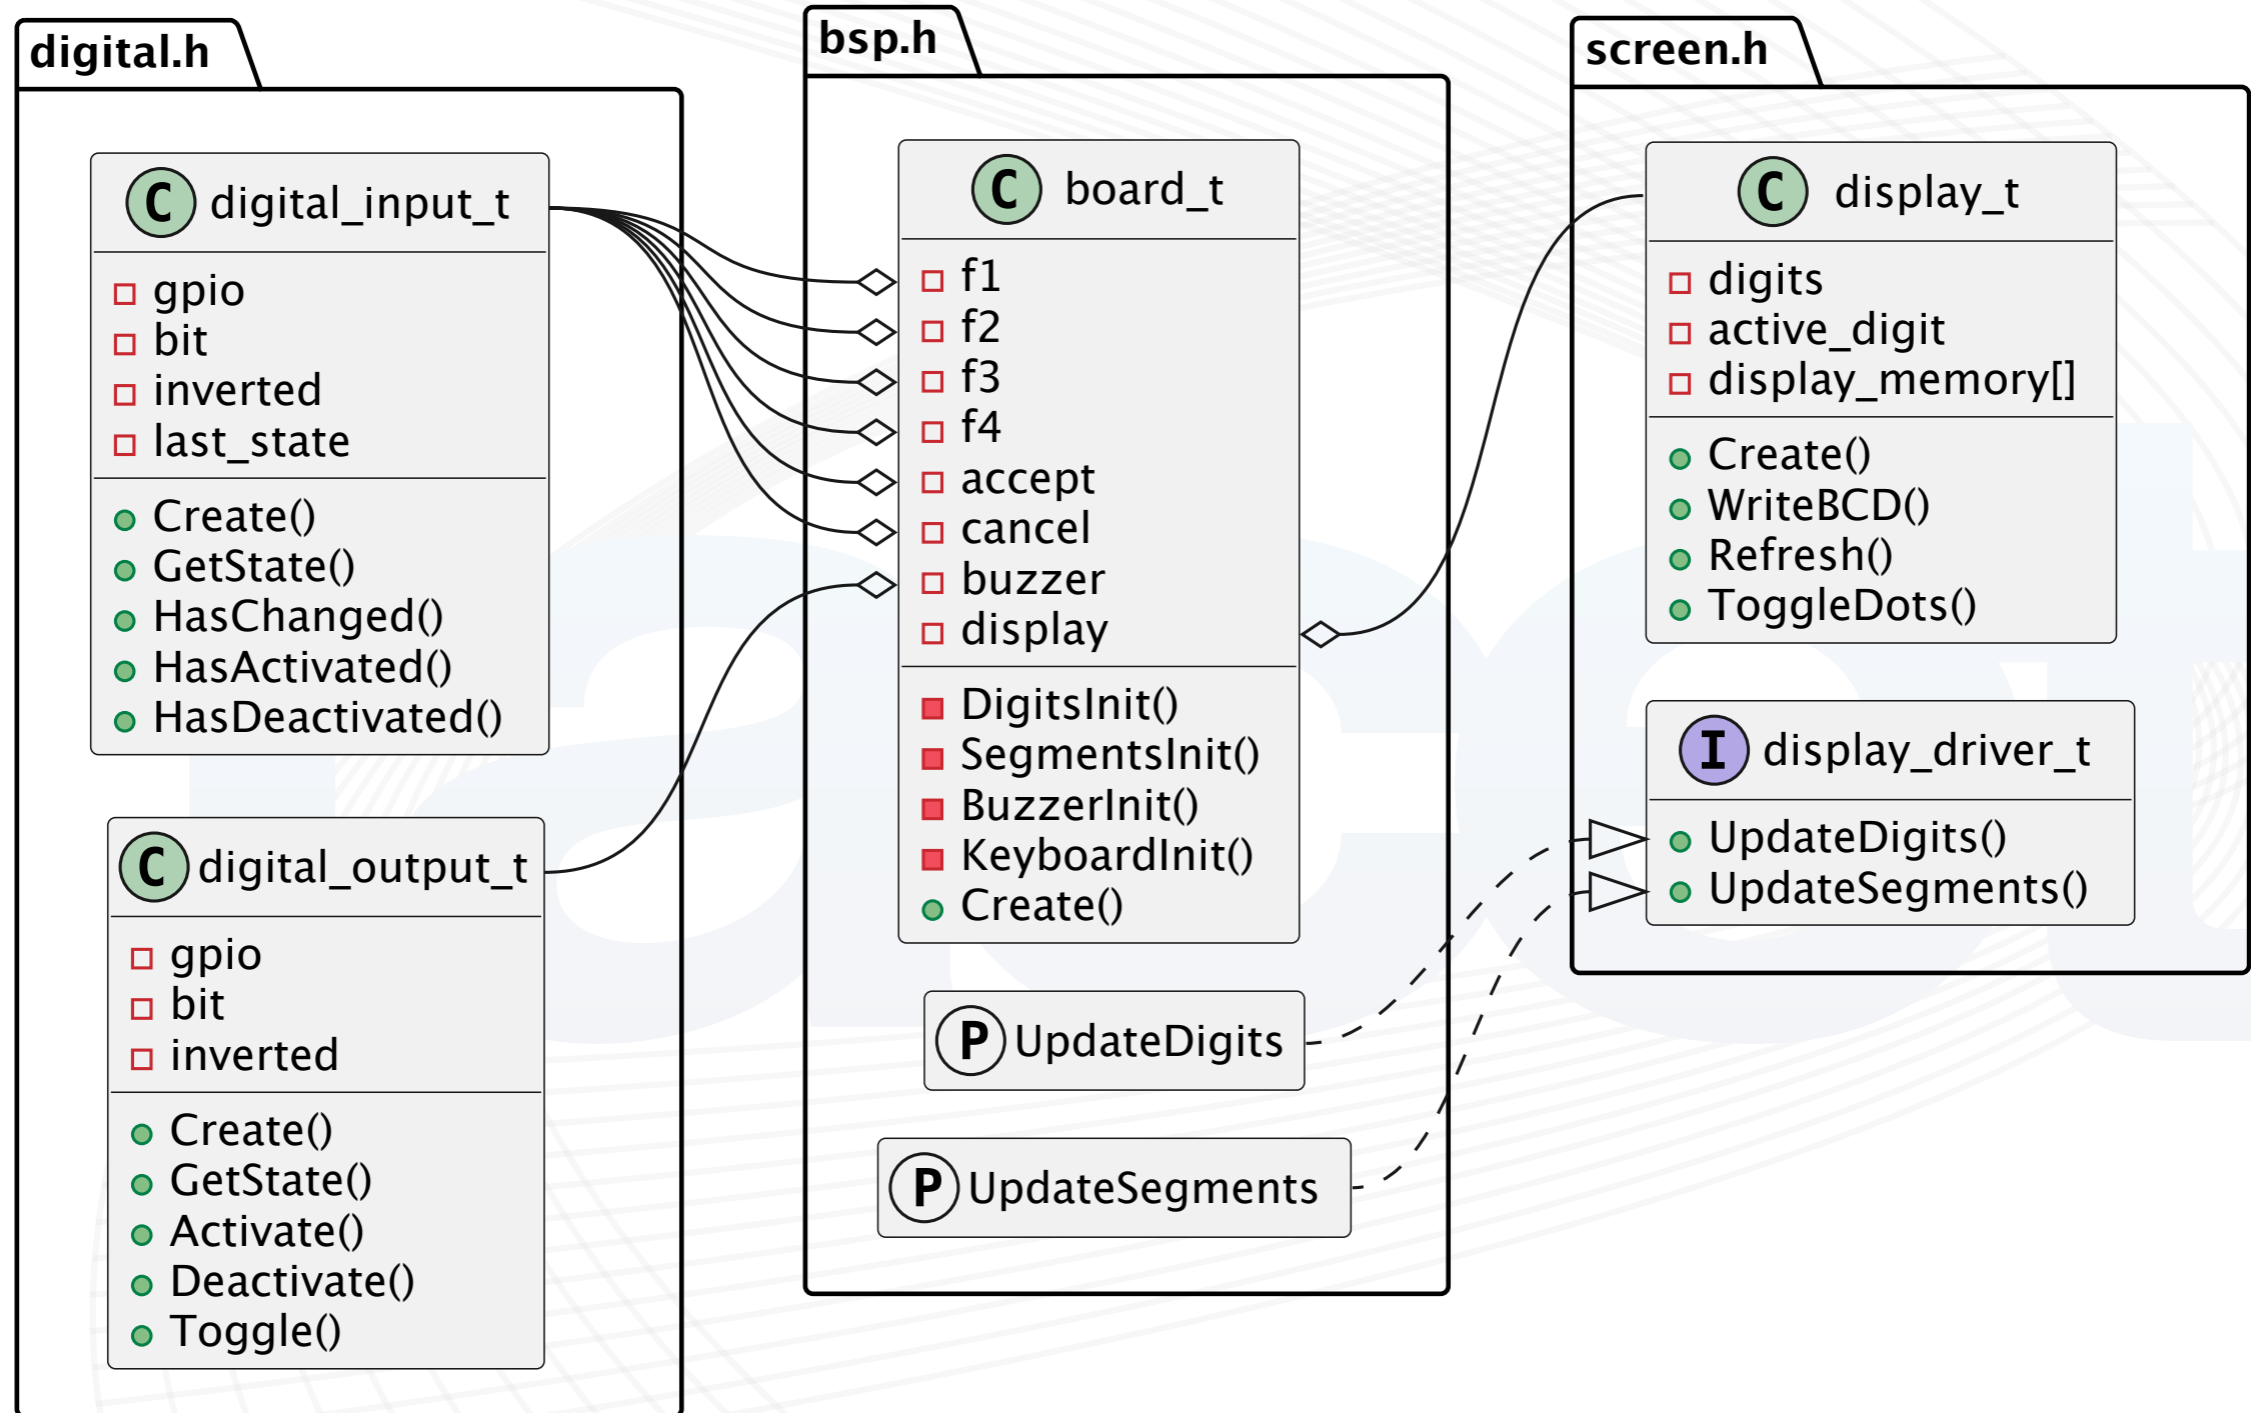 digital.h
C digital_input_t
gpio
bit
inverted
last_state
Create()
GetState()
HasChanged()
HasActivated()
HasDeactivated()
C digital_output_t
gpio
bit
inverted
Create()
GetState()
Activate()
Deactivate()
Toggle()
bsp.h
C board_t
f1
f2
f3
f4
accept
cancel
buzzer
display
DigitsInit()
SegmentsInit()
BuzzerInit()
KeyboardInit()
Create()
P UpdateDigits
P UpdateSegments
screen.h
C display_t
digits
active_digit
display_memory[]
Create()
WriteBCD()
Refresh()
ToggleDots()
I display_driver_t
UpdateDigits()
UpdateSegments()